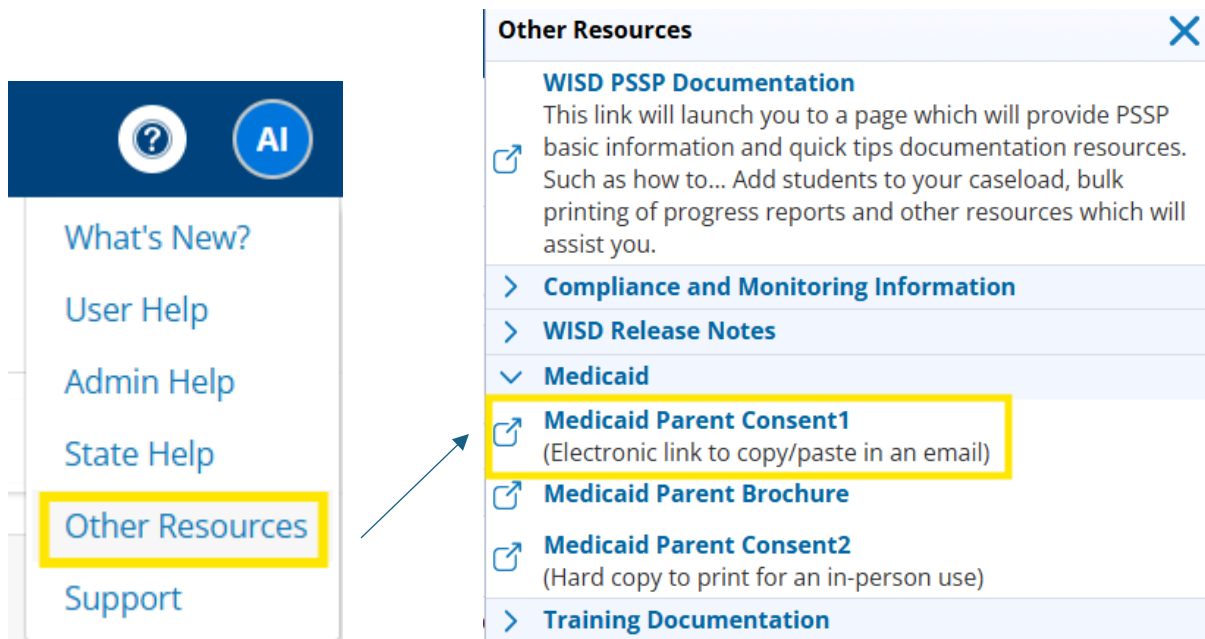 ?
AI
What's New?
User Help
Admin Help
State Help
Other Resources
Support
Other Resources
WISD PSSP Documentation
This link will launch you to a page which will provide PSSP
basic information and quick tips documentation resources.
Such as how to... Add students to your caseload, bulk
printing of progress reports and other resources which will
assist you.
Compliance and Monitoring Information
WISD Release Notes
Medicaid
Medicaid Parent Consent1
(Electronic link to copy/paste in an email)
Medicaid Parent Brochure
Medicaid Parent Consent2
(Hard copy to print for an in-person use)
Training Documentation